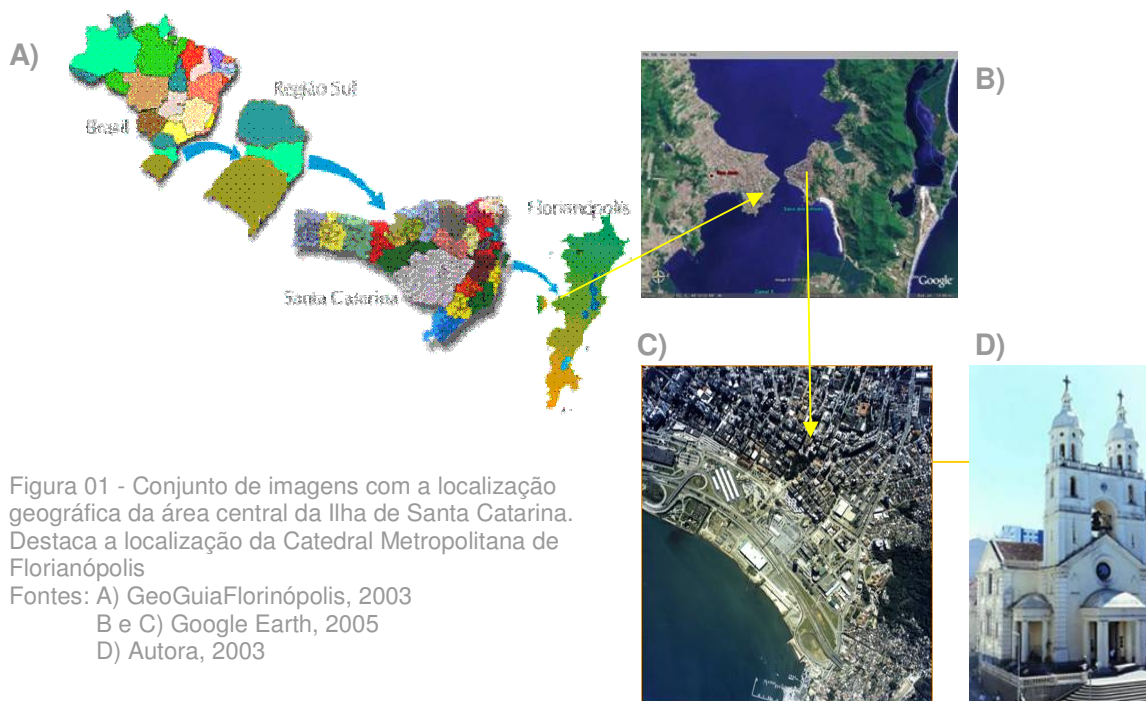 A)
Brasil
Região Sul
Santa Catarina
Florianópolis
B)
Google
C)
D)
Figura 01 - Conjunto de imagens com a localização
geográfica da área central da Ilha de Santa Catarina.
Destaca a localização da Catedral Metropolitana de
Florianópolis
Fontes: A) GeoGuiaFlorinópolis, 2003
B e C) Google Earth, 2005
D) Autora, 2003